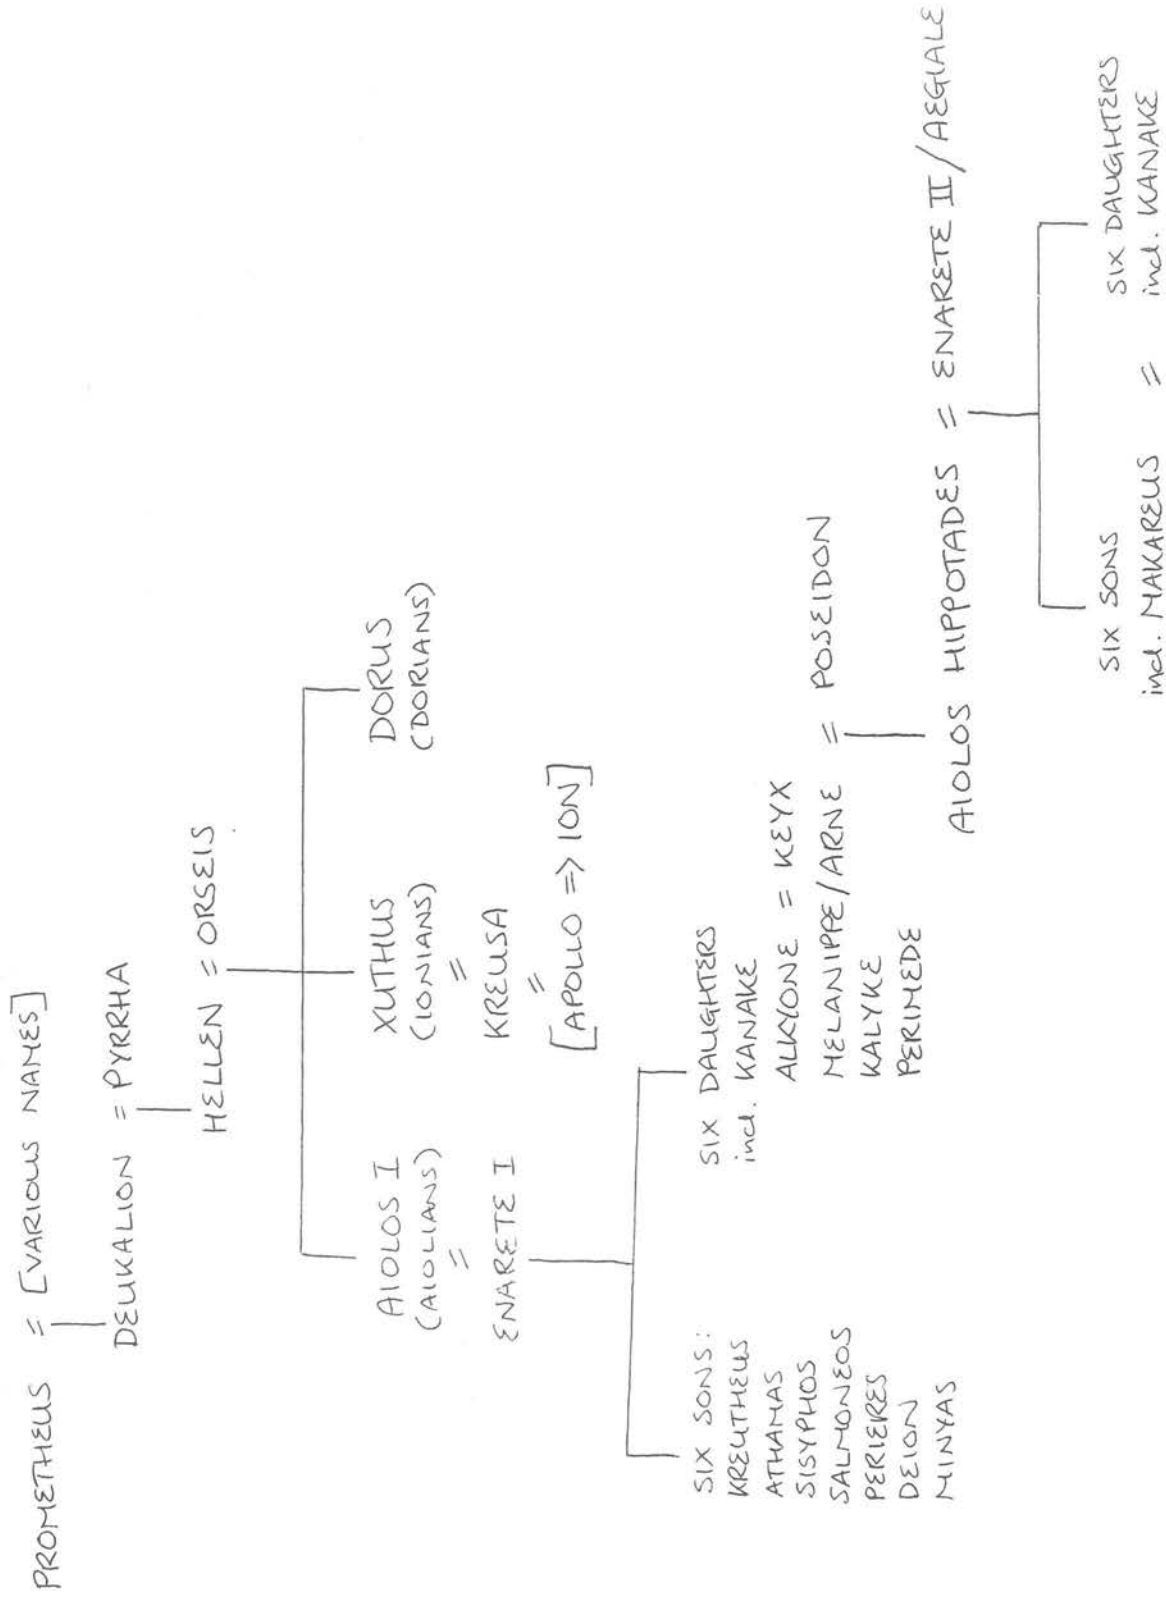 PROMETHEUS = [VARIOUS NAMES]
DEUKALION = PYRRHA
HELLEN = ORSEIS
AIOLOS I
(AIOLIANS)
=
ENARETE I
XUTHUS
(IONIANS)
=
KREUSA
=
[APOLLO => ION]
DORUS
(DORIANS)
SIX SONS:
KREUTHEUS
ATHAMAS
SISYPHOS
SALMONEOS
PERIERES
DEION
MINYAS
SIX DAUGHTERS
incl. KANAKE
ALKYONE = KEYX
MELANIPPE/ARNE = POSEIDON
KALYKE
PERIMEDE
AIOLOS HIPPOTADES = ENARETE II/AEGIALE
SIX SONS
incl. MAKAREUS =
SIX DAUGHTERS
incl. KANAKE